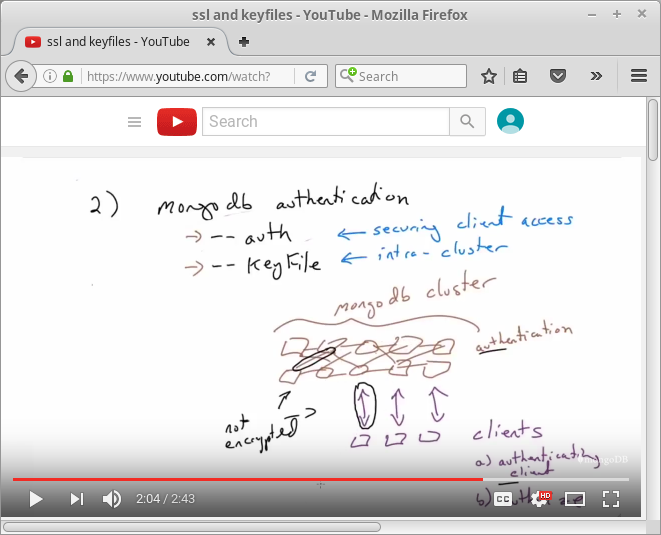 ssl and keyfiles - YouTube - Mozilla Firefox
ssl and keyfiles - YouTube
https://www.youtube.com/watch?
Search
Search
2) mongodb authentication
→ -- auth ← securing client access
→ -- KeyFile ← intra-cluster
mongodb cluster
authentication
not
encrypted
clients
a) authenticating
client
mongoDB
b)
2:04 / 2:43
CC
HD